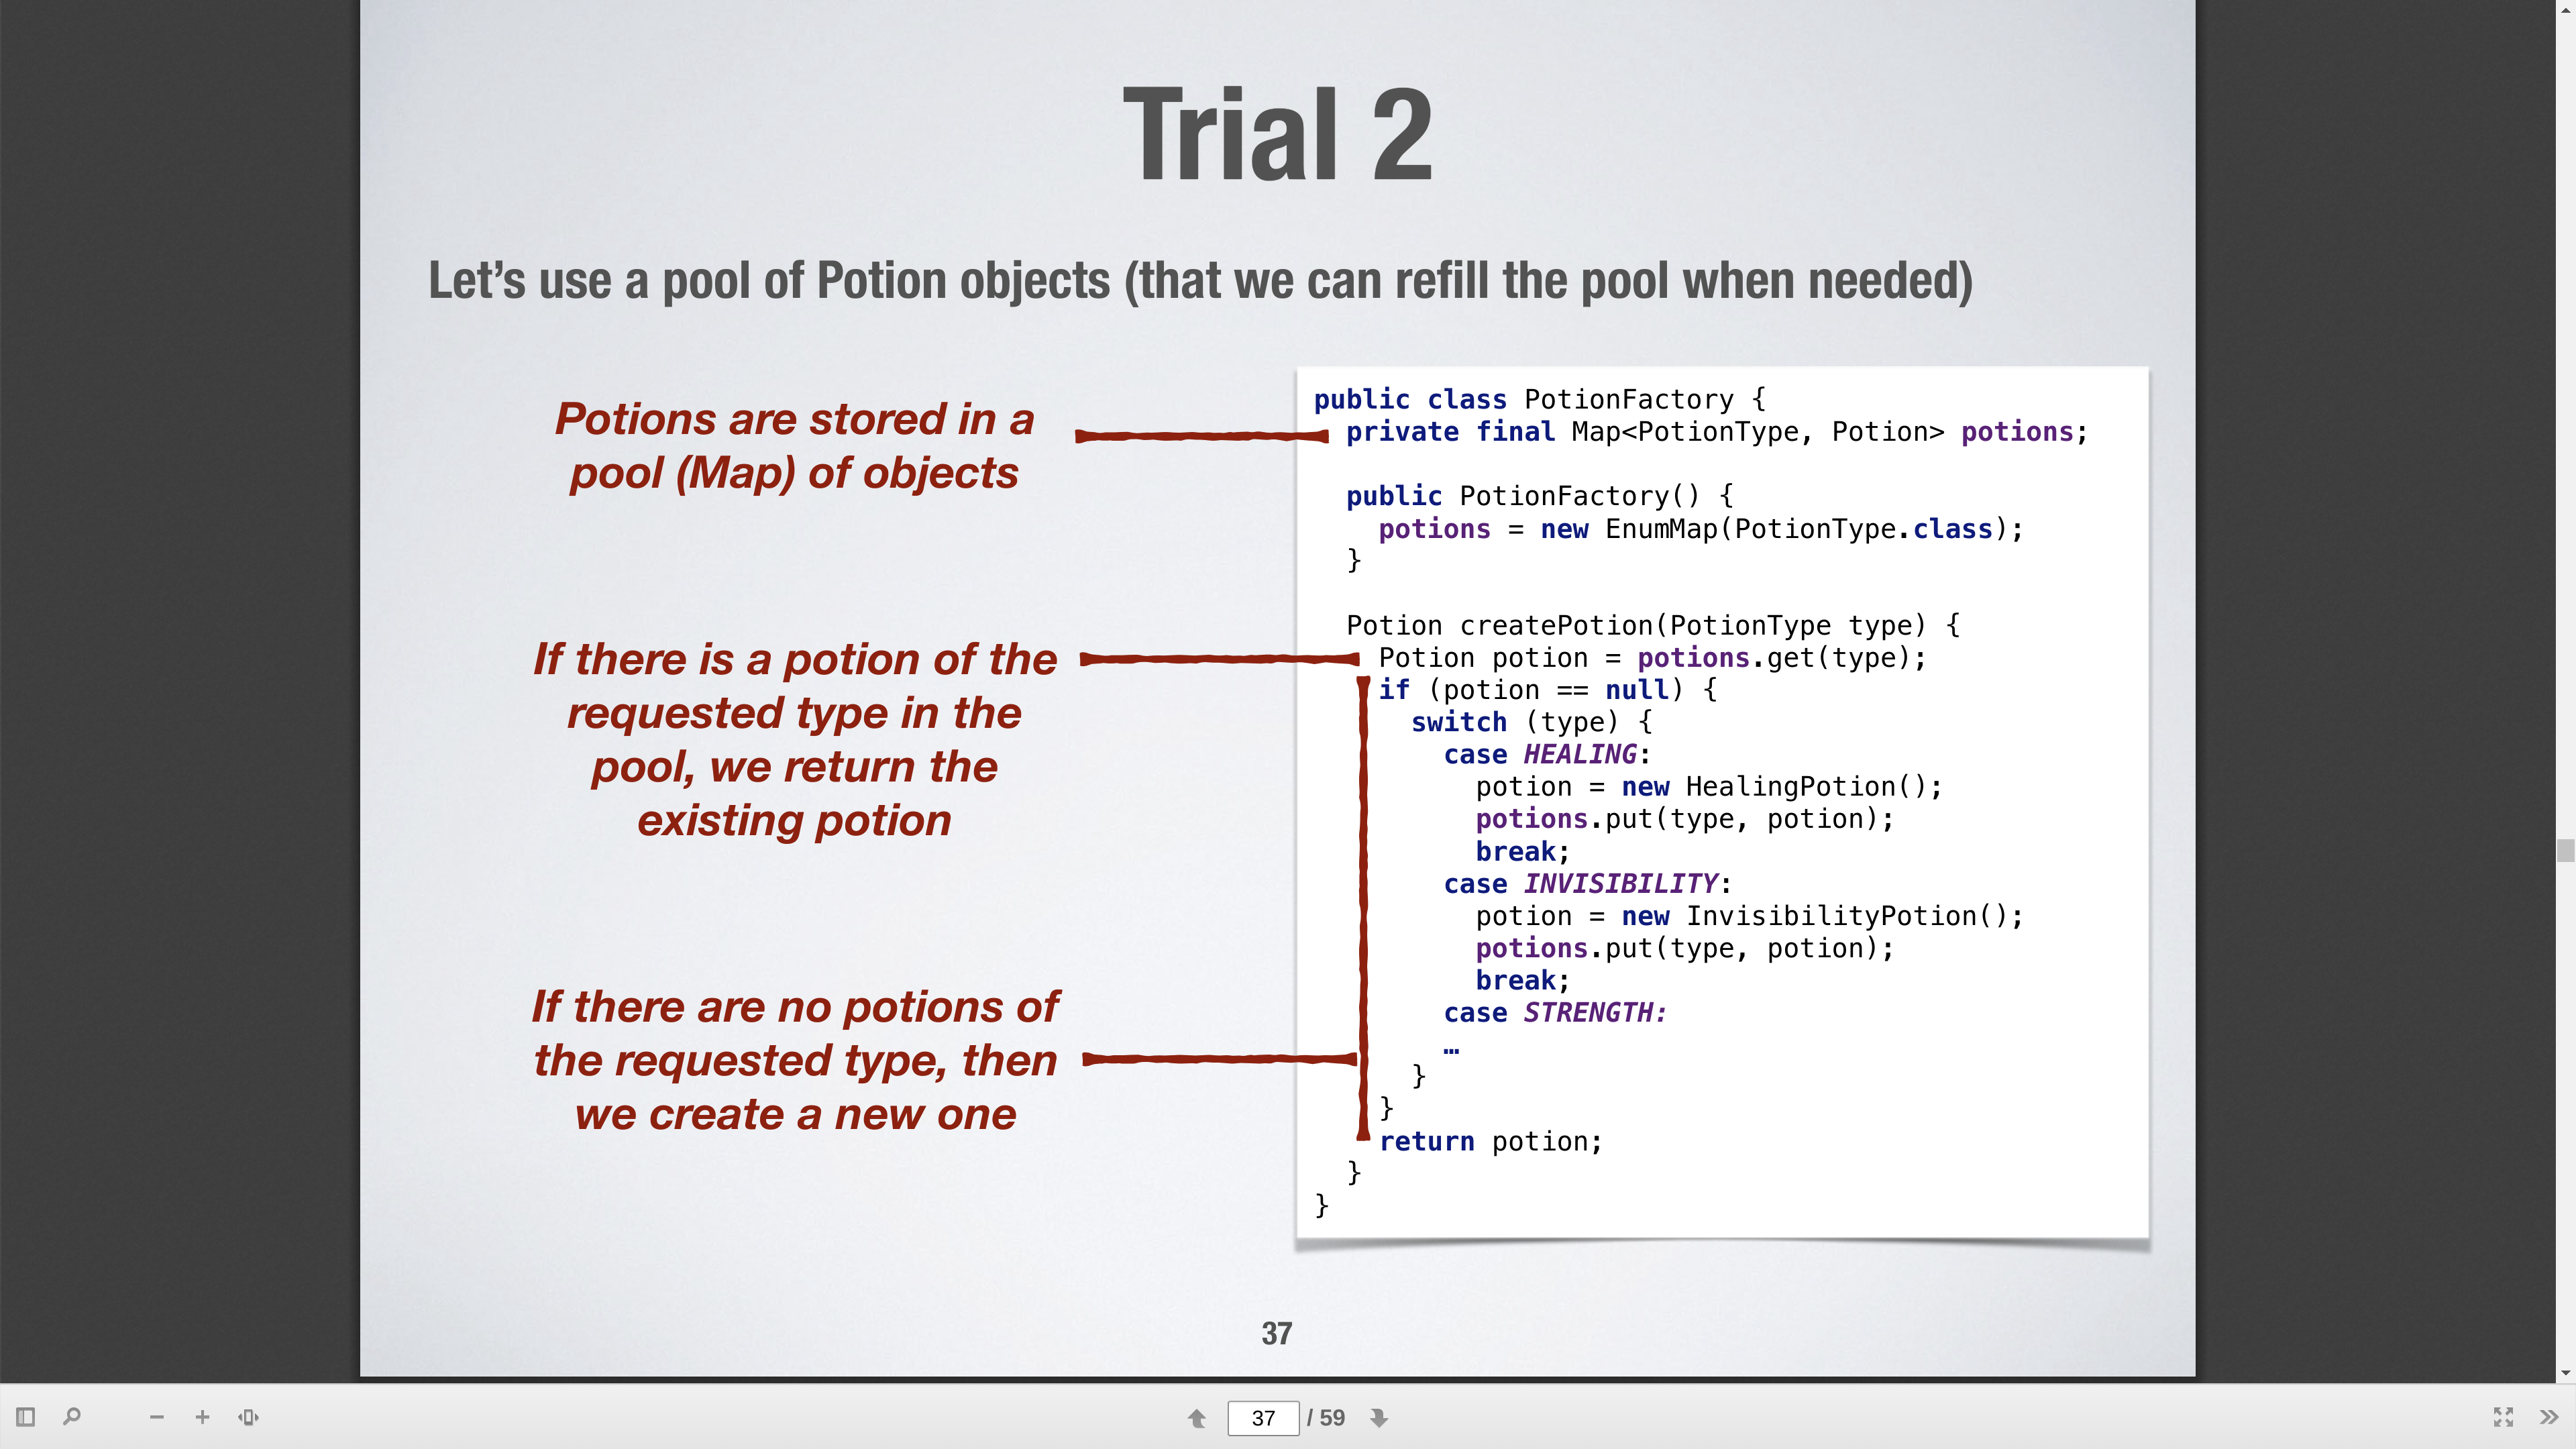 Trial 2
Let’s use a pool of Potion objects (that we can refill the pool when needed)
Potions are stored in a
pool (Map) of objects
If there is a potion of the
requested type in the
pool, we return the
existing potion
If there are no potions of
the requested type, then
we create a new one
public class PotionFactory {
  private final Map<PotionType, Potion> potions;
  public PotionFactory() {
    potions = new EnumMap(PotionType.class);
  }
  Potion createPotion(PotionType type) {
    Potion potion = potions.get(type);
    if (potion == null) {
      switch (type) {
        case HEALING:
          potion = new HealingPotion();
          potions.put(type, potion);
          break;
        case INVISIBILITY:
          potion = new InvisibilityPotion();
          potions.put(type, potion);
          break;
        case STRENGTH:
        …
      }
    }
    return potion;
  }
}
37
37 / 59